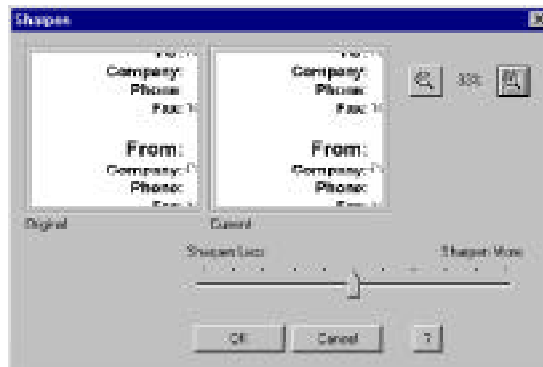 Sharpen
Company:
Phone:
Fax:
From:
Company:
Phone:
Company:
Phone:
Fax:
From:
Company:
Phone:
Original
Current
Sharpen Less
Sharpen More
OK
Cancel
?